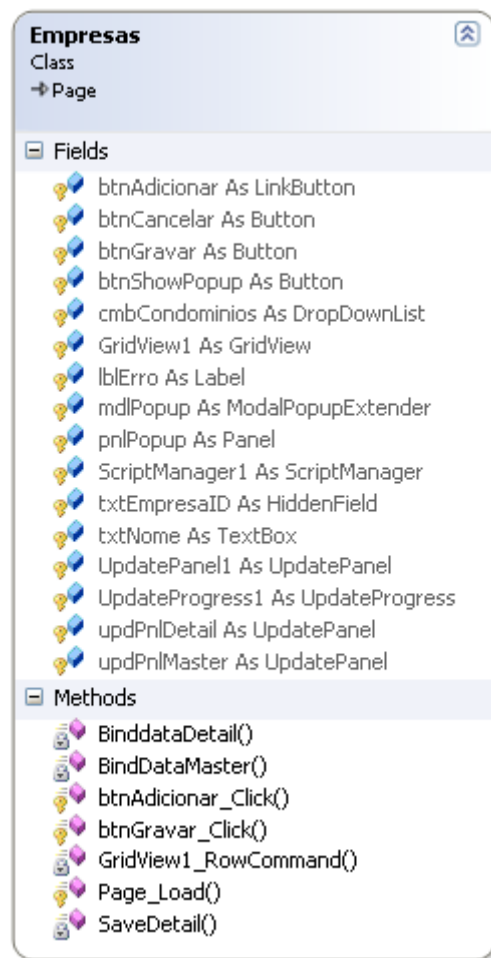 Empresas
Class
Page
Fields
btnAdicionar As LinkButton
btnCancelar As Button
btnGravar As Button
btnShowPopup As Button
cmbCondominios As DropDownList
GridView1 As GridView
lblErro As Label
mdlPopup As ModalPopupExtender
pnlPopup As Panel
ScriptManager1 As ScriptManager
txtEmpresaID As HiddenField
txtNome As TextBox
UpdatePanel1 As UpdatePanel
UpdateProgress1 As UpdateProgress
updPnlDetail As UpdatePanel
updPnlMaster As UpdatePanel
Methods
BinddataDetail()
BindDataMaster()
btnAdicionar_Click()
btnGravar_Click()
GridView1_RowCommand()
Page_Load()
SaveDetail()